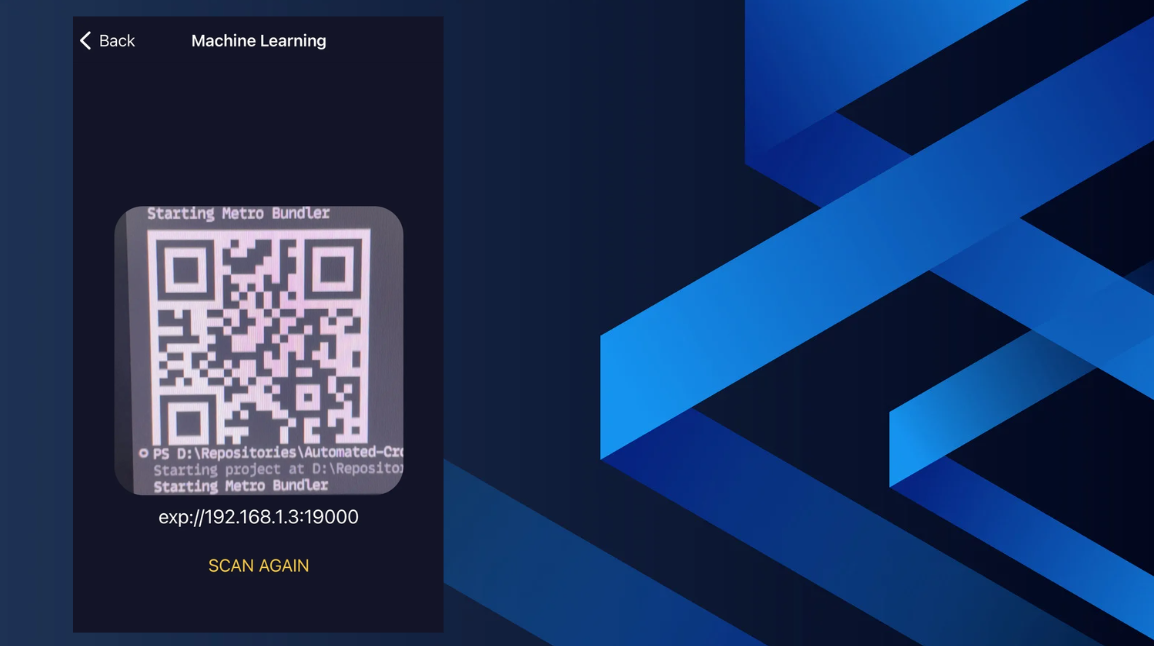 Back
Machine Learning
Starting Metro Bundler
PS D:\Repositories\Automated-Cro
Starting project at D:\Reposito
Starting Metro Bundler
exp://192.168.1.3:19000
SCAN AGAIN